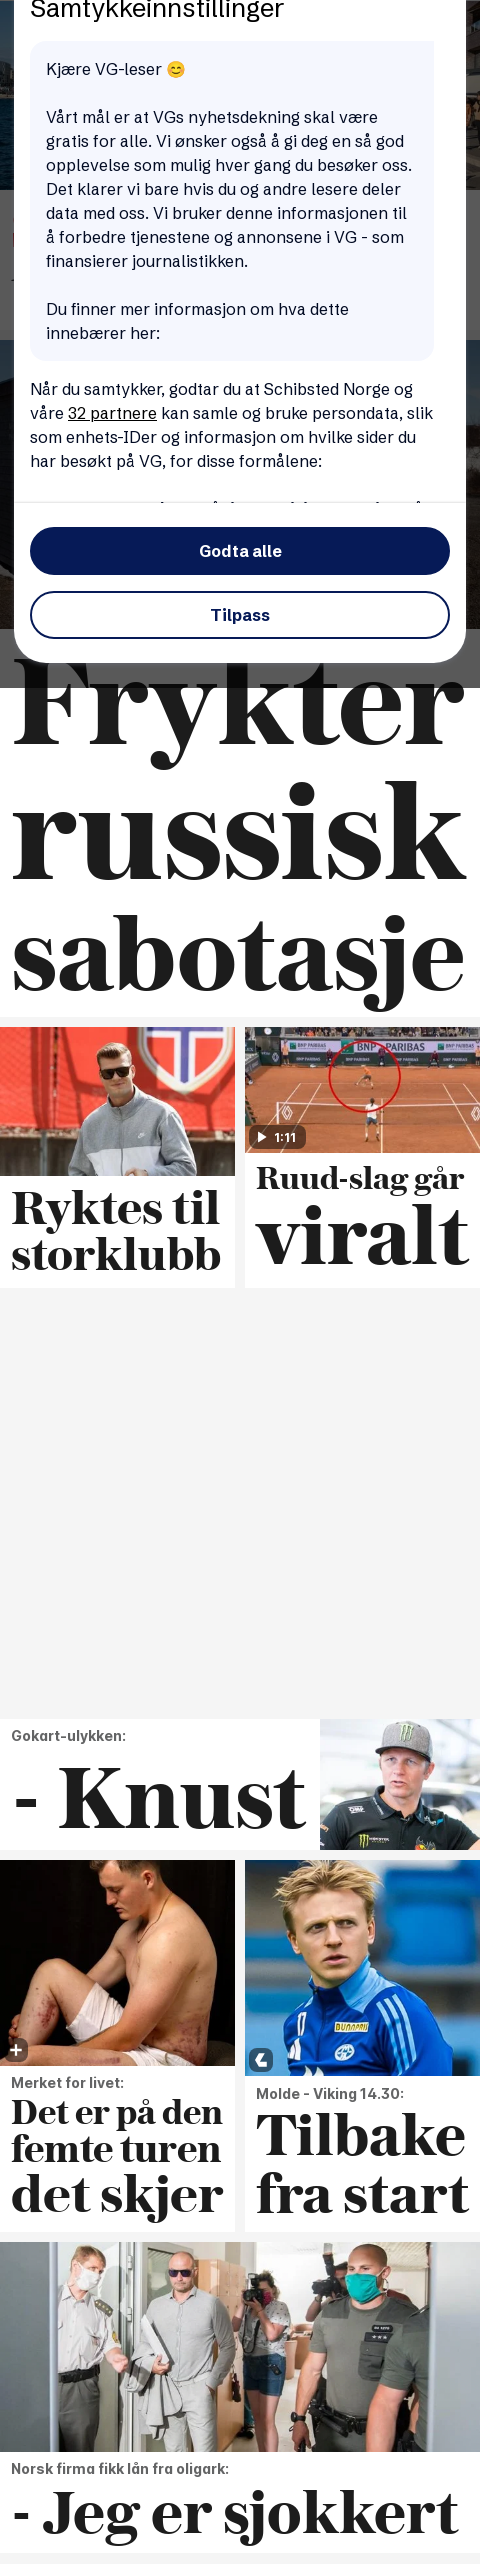 Samtykkeinnstillinger
Kjære VG-leser 😊
Vårt mål er at VGs nyhetsdekning skal være
gratis for alle. Vi ønsker også å gi deg en så god
opplevelse som mulig hver gang du besøker oss.
Det klarer vi bare hvis du og andre lesere deler
data med oss. Vi bruker denne informasjonen til
å forbedre tjenestene og annonsene i VG - som
finansierer journalistikken.
Du finner mer informasjon om hva dette
innebærer her:
Når du samtykker, godtar du at Schibsted Norge og
våre 32 partnere kan samle og bruke persondata, slik
som enhets-IDer og informasjon om hvilke sider du
har besøkt på VG, for disse formålene:
Godta alle
Tilpass
Frykter
russisk
sabotasje
BNP PARIBAS
BNP PARIBAS
BNP PARIBAS
1:11
Ryktes til
storklubb
Ruud-slag går
viralt
Gokart-ulykken:
- Knust
Merket for livet:
Det er på den
femte turen
det skjer
Molde - Viking 14.30:
Tilbake
fra start
Norsk firma fikk lån fra oligark:
- Jeg er sjokkert